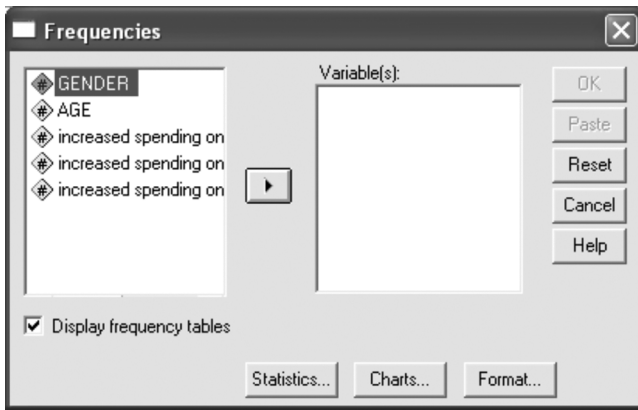 Frequencies
GENDER
AGE
increased spending on
increased spending on
increased spending on
Variable(s):
OK
Paste
Reset
Cancel
Help
Display frequency tables
Statistics...
Charts...
Format...